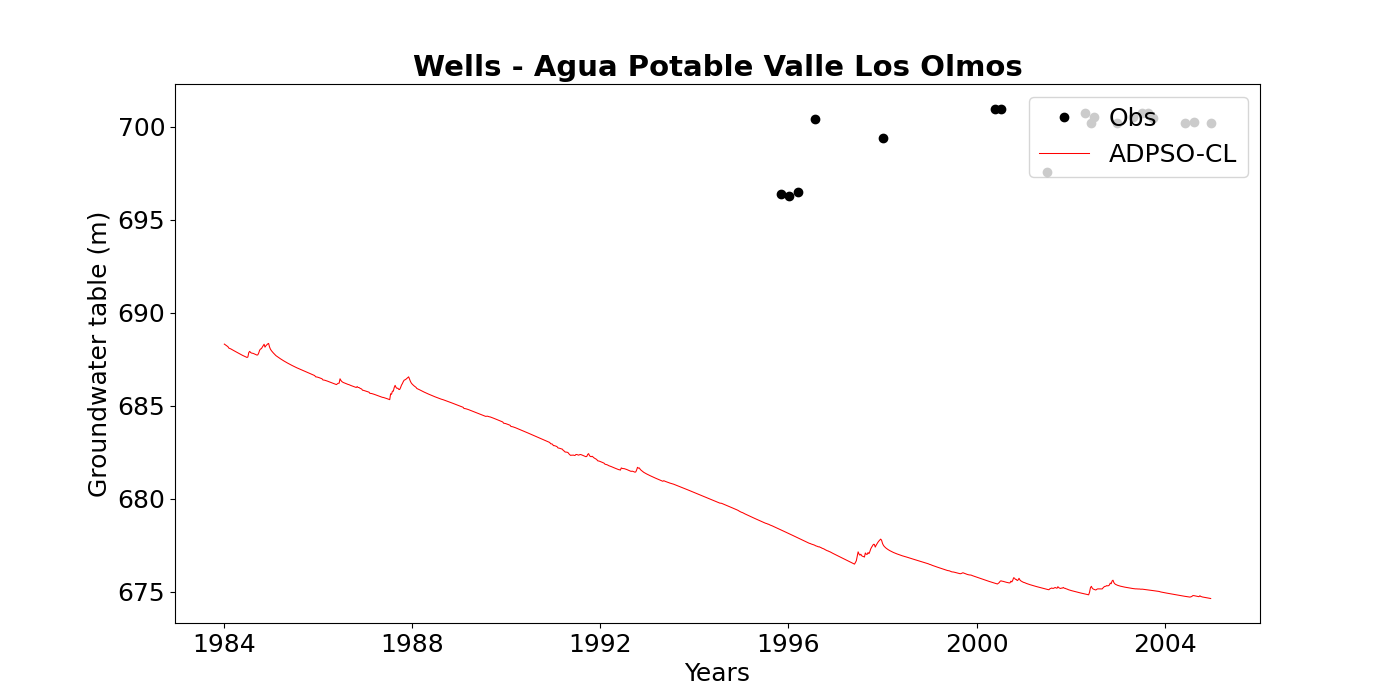 Wells - Agua Potable Valle Los Olmos
Groundwater table (m)
700
695
690
685
680
675
Obs
ADPSO-CL
1984
1988
1992
1996
2000
2004
Years